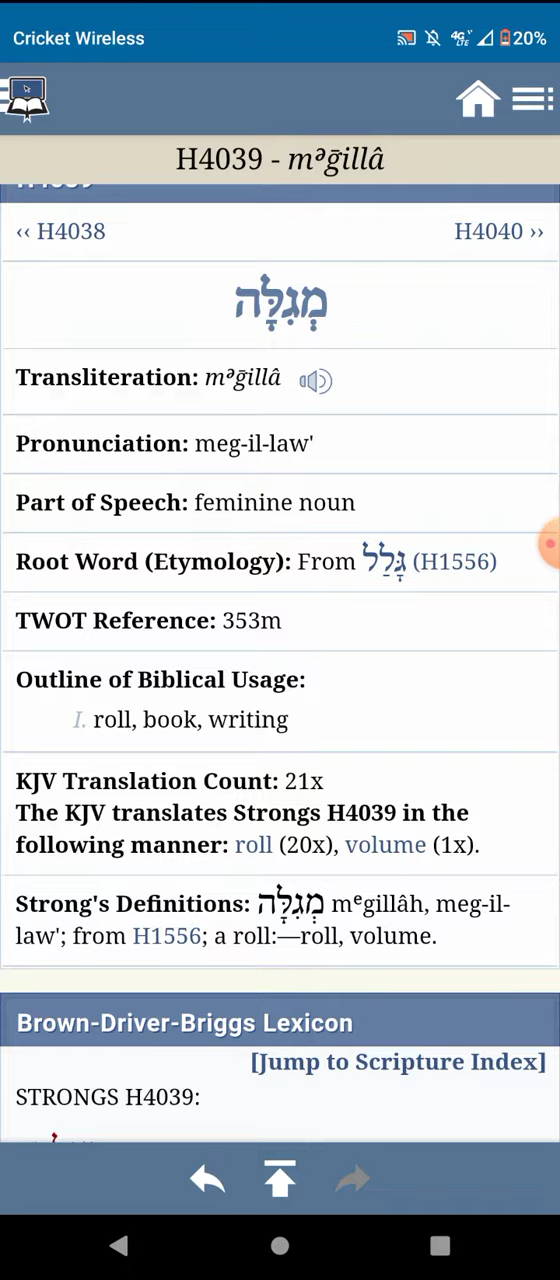 Cricket Wireless 4G LTE 20%
H4039 - mᵊḡillâ
H4039
‹‹ H4038 H4040 ››
מְגִלָּה
Transliteration: mᵊḡillâ
Pronunciation: meg-il-law'
Part of Speech: feminine noun
Root Word (Etymology): From גָּלַל (H1556)
TWOT Reference: 353m
Outline of Biblical Usage:
I. roll, book, writing
KJV Translation Count: 21x
The KJV translates Strongs H4039 in the
following manner: roll (20x), volume (1x).
Strong's Definitions: מְגִלָּה mᵉgillâh, meg-il-
law'; from H1556; a roll:—roll, volume.
Brown-Driver-Briggs Lexicon
[Jump to Scripture Index]
STRONGS H4039: